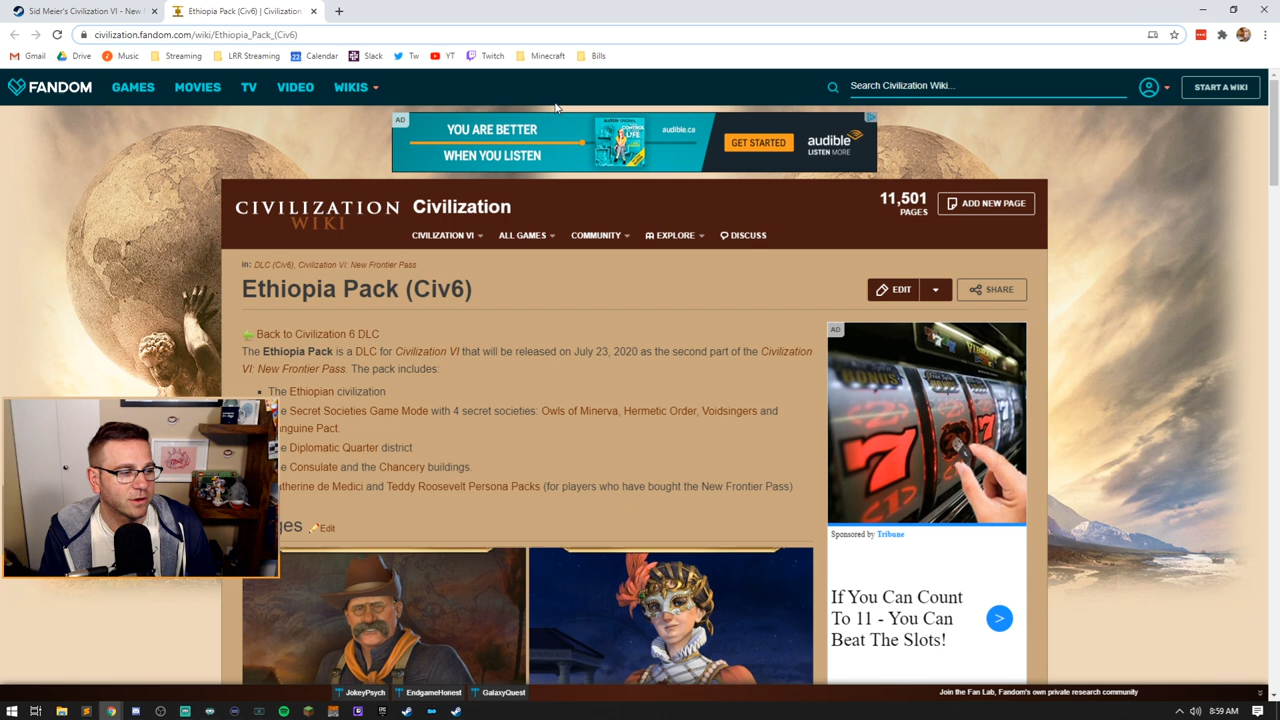 Sid Meier's Civilization VI - New F
Ethiopia Pack (Civ6) | Civilization
civilization.fandom.com/wiki/Ethiopia_Pack_(Civ6)
Gmail Drive Music Streaming LRR Streaming Calendar Slack Tw YT Twitch Minecraft Bills
FANDOM GAMES MOVIES TV VIDEO WIKIS Search Civilization Wiki... START A WIKI
AD
YOU ARE BETTER
WHEN YOU LISTEN
audible.ca
GET STARTED
audible
LISTEN MORE
CIVILIZATION
WIKI
Civilization
11,501
PAGES
ADD NEW PAGE
CIVILIZATION VI ALL GAMES COMMUNITY EXPLORE DISCUSS
in: DLC (Civ6), Civilization VI: New Frontier Pass
Ethiopia Pack (Civ6)
EDIT SHARE
Back to Civilization 6 DLC
The Ethiopia Pack is a DLC for Civilization VI that will be released on July 23, 2020 as the second part of the Civilization
VI: New Frontier Pass. The pack includes:
The Ethiopian civilization
e Secret Societies Game Mode with 4 secret societies: Owls of Minerva, Hermetic Order, Voidsingers and
anguine Pact.
e Diplomatic Quarter district
e Consulate and the Chancery buildings.
atherine de Medici and Teddy Roosevelt Persona Packs (for players who have bought the New Frontier Pass)
ges Edit
AD
BONUS
7
Sponsored by Tribune
If You Can Count
To 11 - You Can
Beat The Slots!
JokeyPsych EndgameHonest GalaxyQuest
Join the Fan Lab, Fandom's own private research community
8:59 AM